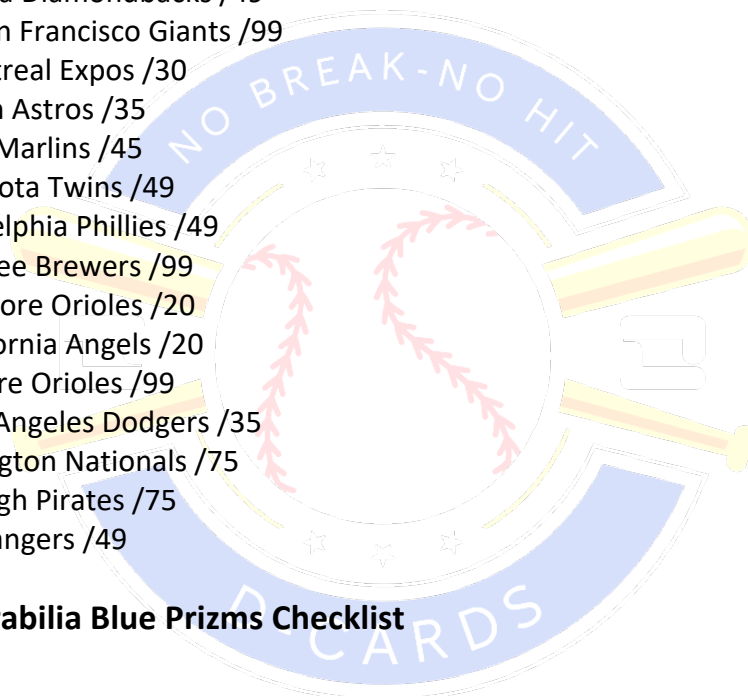 Diamondbacks /49
n Francisco Giants /99
treal Expos /30
Astros /35
Marlins /45
ota Twins /49
elphia Phillies /49
ee Brewers /99
ore Orioles /20
ornia Angels /20
re Orioles /99
Angeles Dodgers /35
gton Nationals /75
gh Pirates /75
angers /49
abilia Blue Prizms Checklist
NO BREAK-NO HIT
D-CARDS